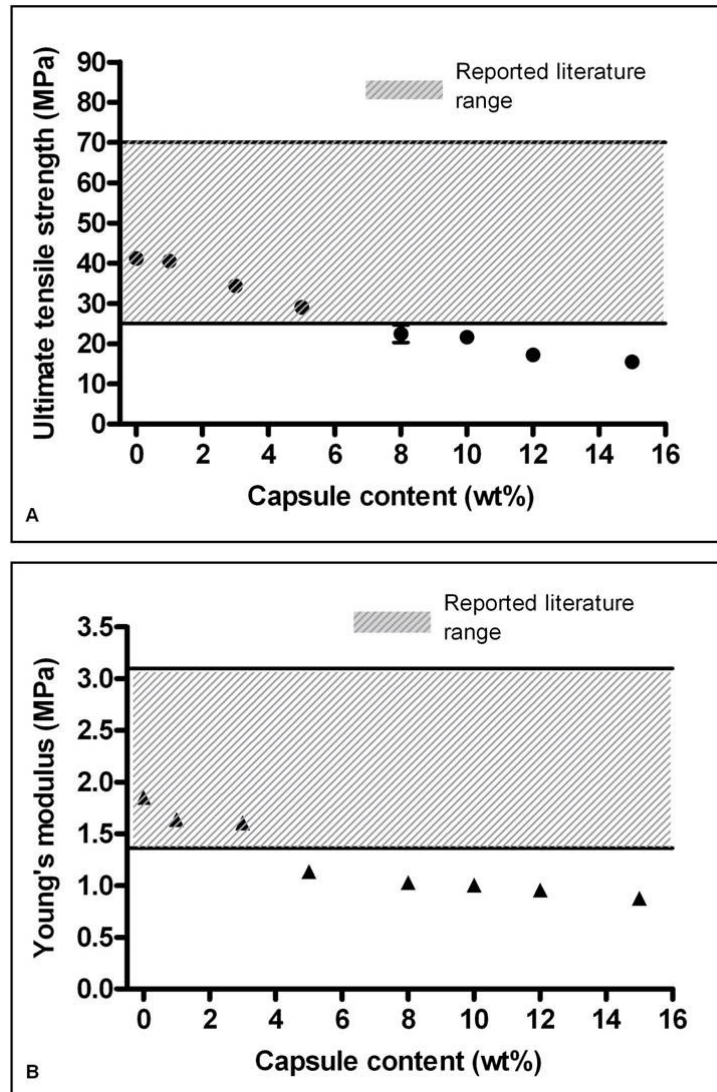 Reported literature
range
Ultimate tensile strength (MPa)
90
80
70
60
50
40
30
20
10
0
0 2 4 6 8 10 12 14 16
Capsule content (wt%)
A
Reported literature
range
Young's modulus (MPa)
3.5
3.0
2.5
2.0
1.5
1.0
0.5
0.0
0 2 4 6 8 10 12 14 16
Capsule content (wt%)
B